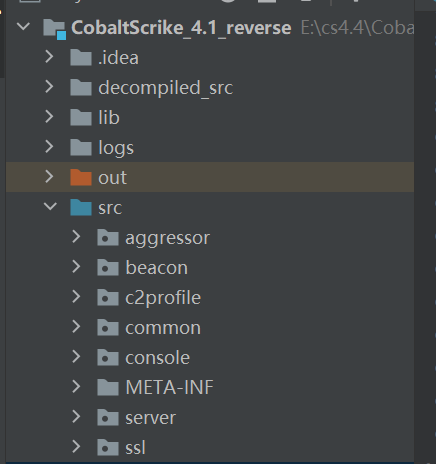 CobaltScrike_4.1_reverse E:\cs4.4\Coba
.idea
decompiled_src
lib
logs
out
src
aggressor
beacon
c2profile
common
console
META-INF
server
ssl